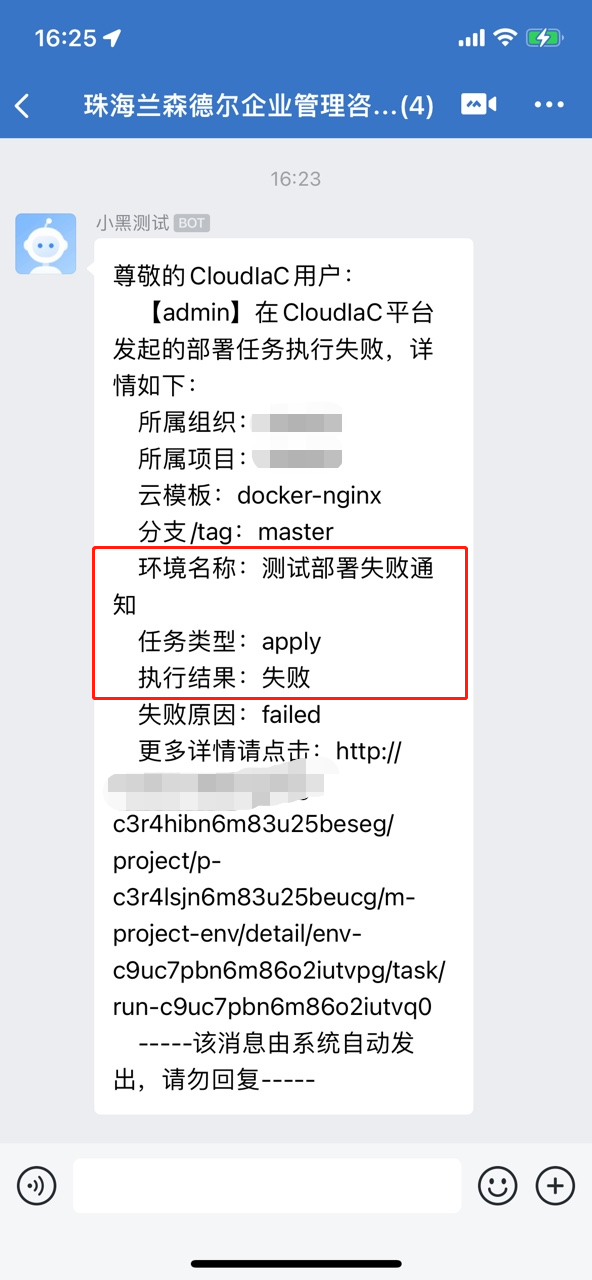 16:25
珠海兰森德尔企业管理咨...(4)
16:23
小黑测试 BOT
尊敬的CloudIaC用户：
【admin】在CloudIaC平台
发起的部署任务执行失败，详
情如下：
所属组织：
所属项目：
云模板：docker-nginx
分支/tag：master
环境名称：测试部署失败通
知
任务类型：apply
执行结果：失败
失败原因：failed
更多详情请点击：http://
c3r4hibn6m83u25beseg/
project/p-
c3r4lsjn6m83u25beucg/m-
project-env/detail/env-
c9uc7pbn6m86o2iutvpg/task/
run-c9uc7pbn6m86o2iutvq0
-----该消息由系统自动发
出，请勿回复-----